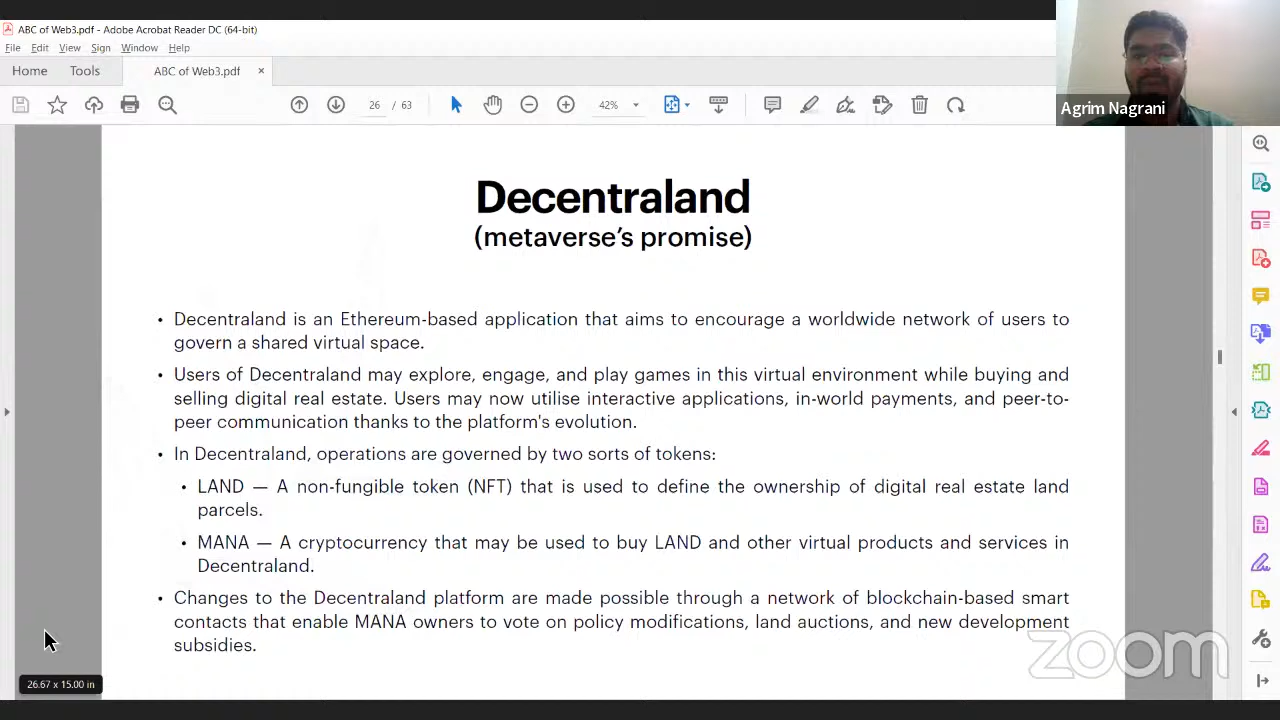 ABC of Web3.pdf - Adobe Acrobat Reader DC (64-bit)
File Edit View Sign Window Help
Home Tools ABC of Web3.pdf ×
26 / 63 42%
Agrim Nagrani
Decentraland
(metaverse's promise)
• Decentraland is an Ethereum-based application that aims to encourage a worldwide network of users to
govern a shared virtual space.
• Users of Decentraland may explore, engage, and play games in this virtual environment while buying and
selling digital real estate. Users may now utilise interactive applications, in-world payments, and peer-to-
peer communication thanks to the platform's evolution.
• In Decentraland, operations are governed by two sorts of tokens:
• LAND — A non-fungible token (NFT) that is used to define the ownership of digital real estate land
parcels.
• MANA — A cryptocurrency that may be used to buy LAND and other virtual products and services in
Decentraland.
• Changes to the Decentraland platform are made possible through a network of blockchain-based smart
contacts that enable MANA owners to vote on policy modifications, land auctions, and new development
subsidies.
zoom
26.67 x 15.00 in